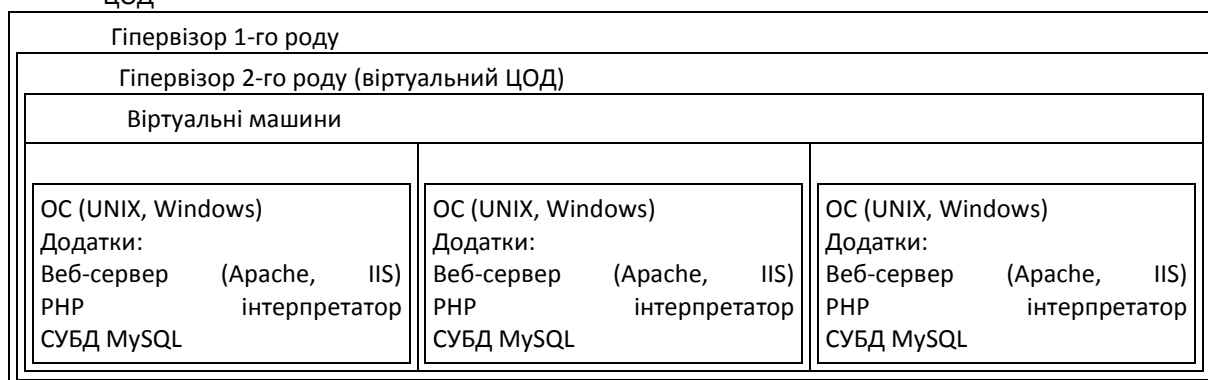 ЦОД
Гіпервізор 1-го роду
Гіпервізор 2-го роду (віртуальний ЦОД)
Віртуальні машини
ОС (UNIX, Windows)
Додатки:
Веб-сервер (Apache, IIS)
PHP інтерпретатор
СУБД MySQL
ОС (UNIX, Windows)
Додатки:
Веб-сервер (Apache, IIS)
PHP інтерпретатор
СУБД MySQL
ОС (UNIX, Windows)
Додатки:
Веб-сервер (Apache, IIS)
PHP інтерпретатор
СУБД MySQL